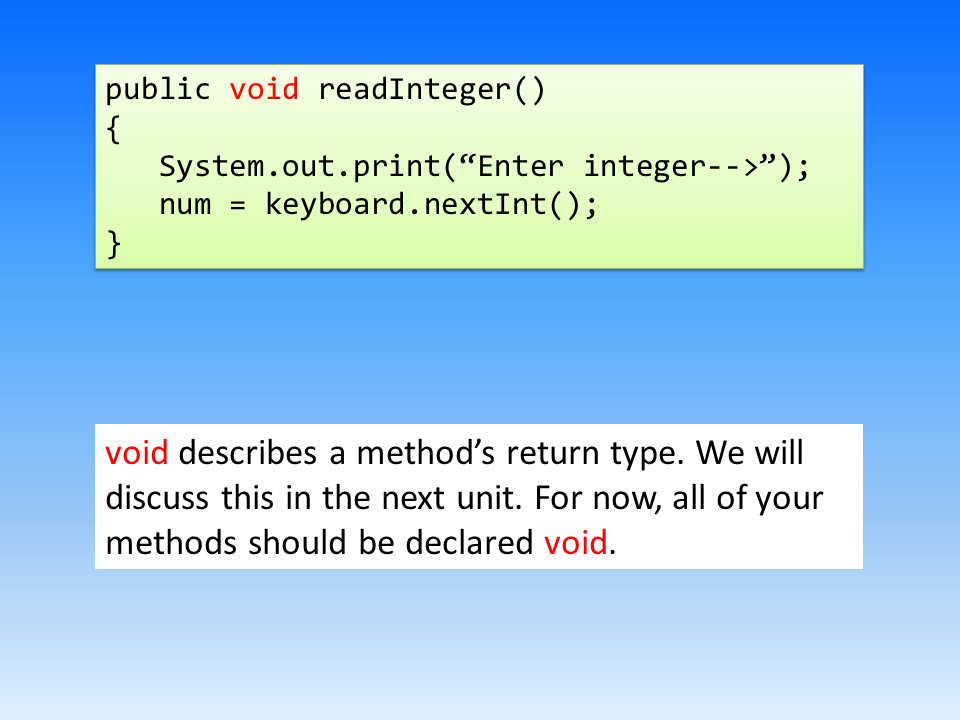 public void readInteger()
{
   System.out.print(“Enter integer-->”);
   num = keyboard.nextInt();
}
void describes a method’s return type. We will
discuss this in the next unit. For now, all of your
methods should be declared void.